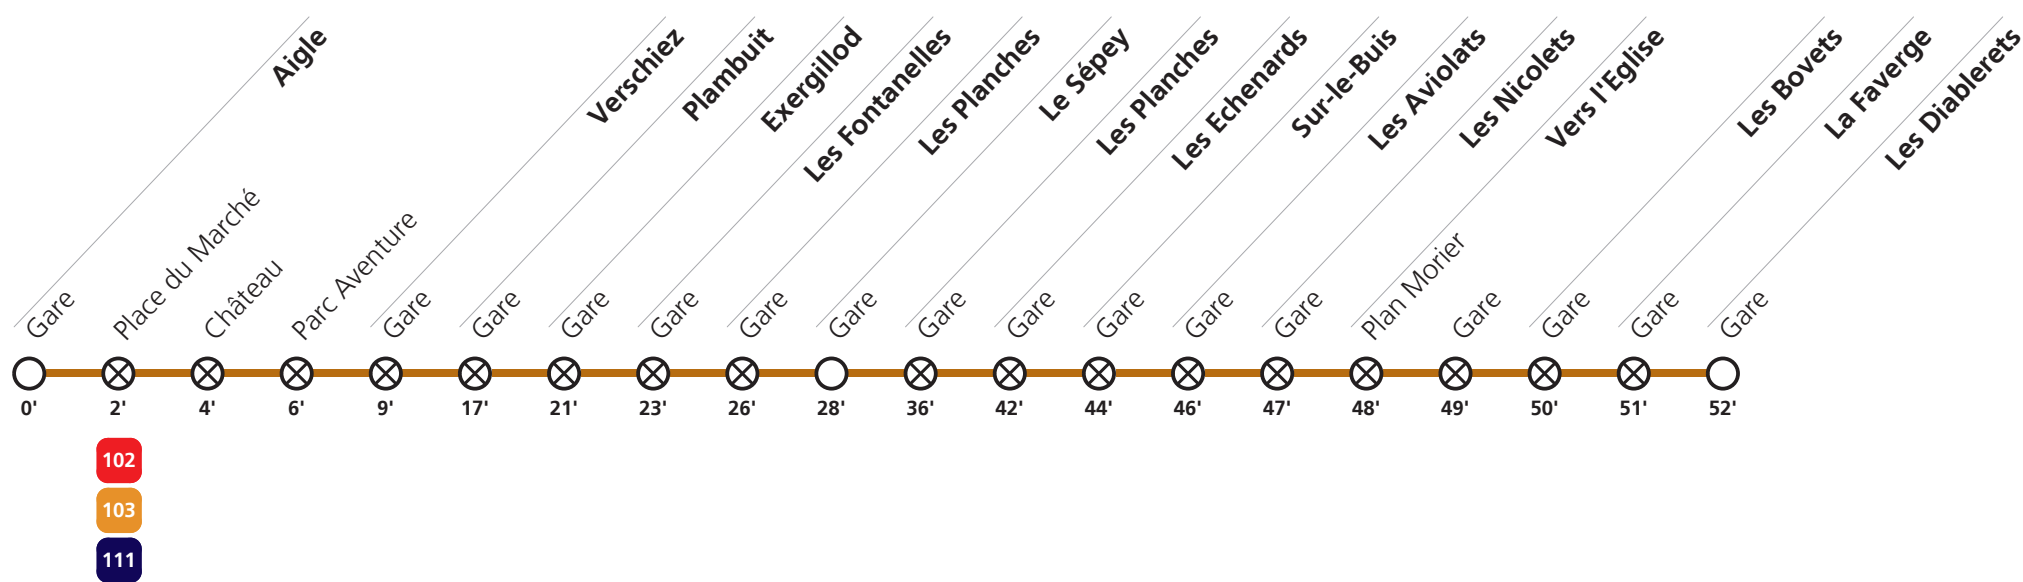 Aigle
Verschiez
Plambuit
Exergillod
Les Fontanelles
Les Planches
Le Sépey
Les Planches
Les Echenards
Sur-le-Buis
Les Aviolats
Les Nicolets
Vers l'Eglise
Les Bovets
La Faverge
Les Diablerets
Gare
Place du Marché
Château
Parc Aventure
Gare
Gare
Gare
Gare
Gare
Gare
Gare
Gare
Gare
Gare
Gare
Plan Morier
Gare
Gare
Gare
Gare
0'
2'
4'
6'
9'
17'
21'
23'
26'
28'
36'
42'
44'
46'
47'
48'
49'
50'
51'
52'
102
103
111